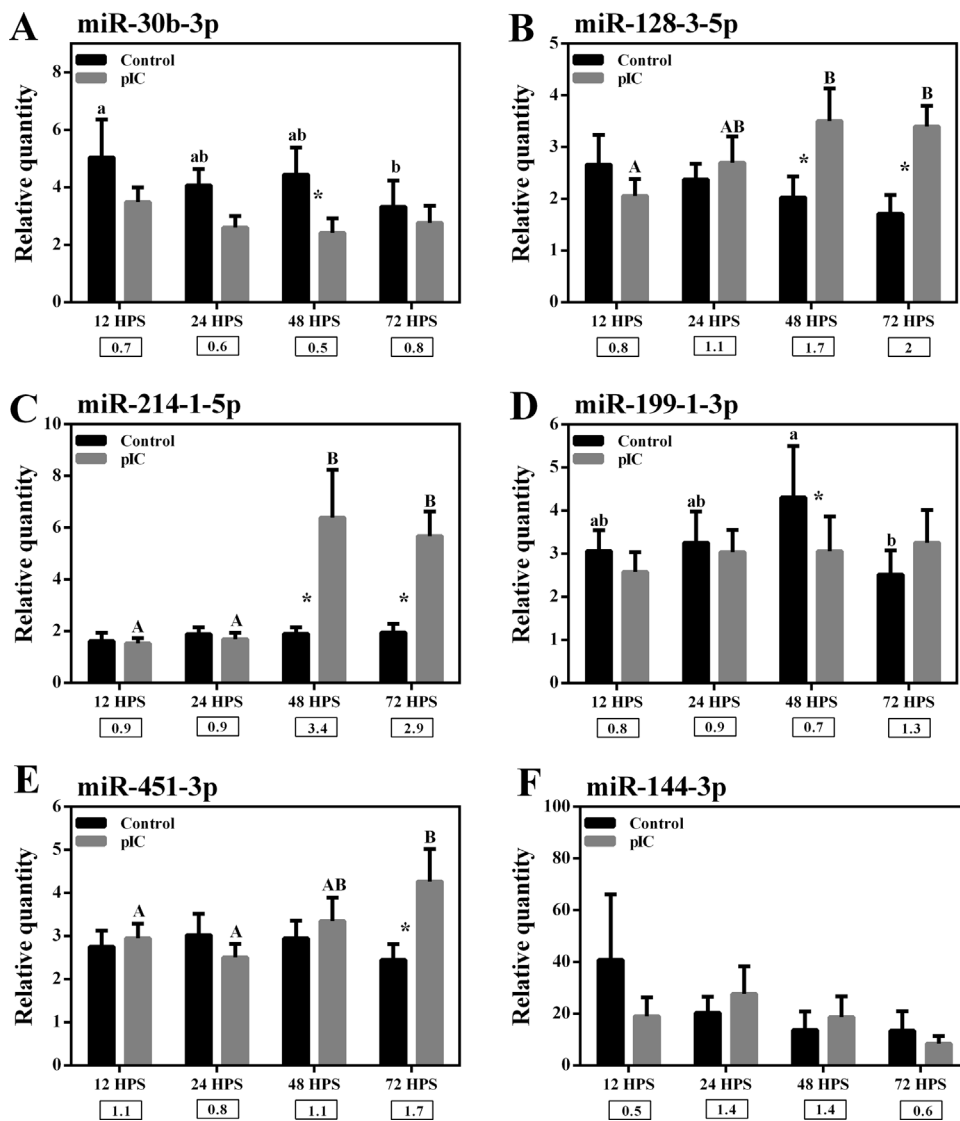 A miR-30b-3p
Control
pIC
Relative quantity
8
6
4
2
0
a
ab
ab
*
b
12 HPS 24 HPS 48 HPS 72 HPS
0.7 0.6 0.5 0.8
B miR-128-3-5p
Control
pIC
Relative quantity
5
4
3
2
1
0
A
AB
*
B
*
B
12 HPS 24 HPS 48 HPS 72 HPS
0.8 1.1 1.7 2
C miR-214-1-5p
Control
pIC
Relative quantity
10
8
6
4
2
0
A
A
*
B
*
B
12 HPS 24 HPS 48 HPS 72 HPS
0.9 0.9 3.4 2.9
D miR-199-1-3p
Control
pIC
Relative quantity
6
5
4
3
2
1
0
ab
ab
a
*
b
12 HPS 24 HPS 48 HPS 72 HPS
0.8 0.9 0.7 1.3
E miR-451-3p
Control
pIC
Relative quantity
6
5
4
3
2
1
0
A
A
AB
*
B
12 HPS 24 HPS 48 HPS 72 HPS
1.1 0.8 1.1 1.7
F miR-144-3p
Control
pIC
Relative quantity
100
80
60
40
20
0
12 HPS 24 HPS 48 HPS 72 HPS
0.5 1.4 1.4 0.6